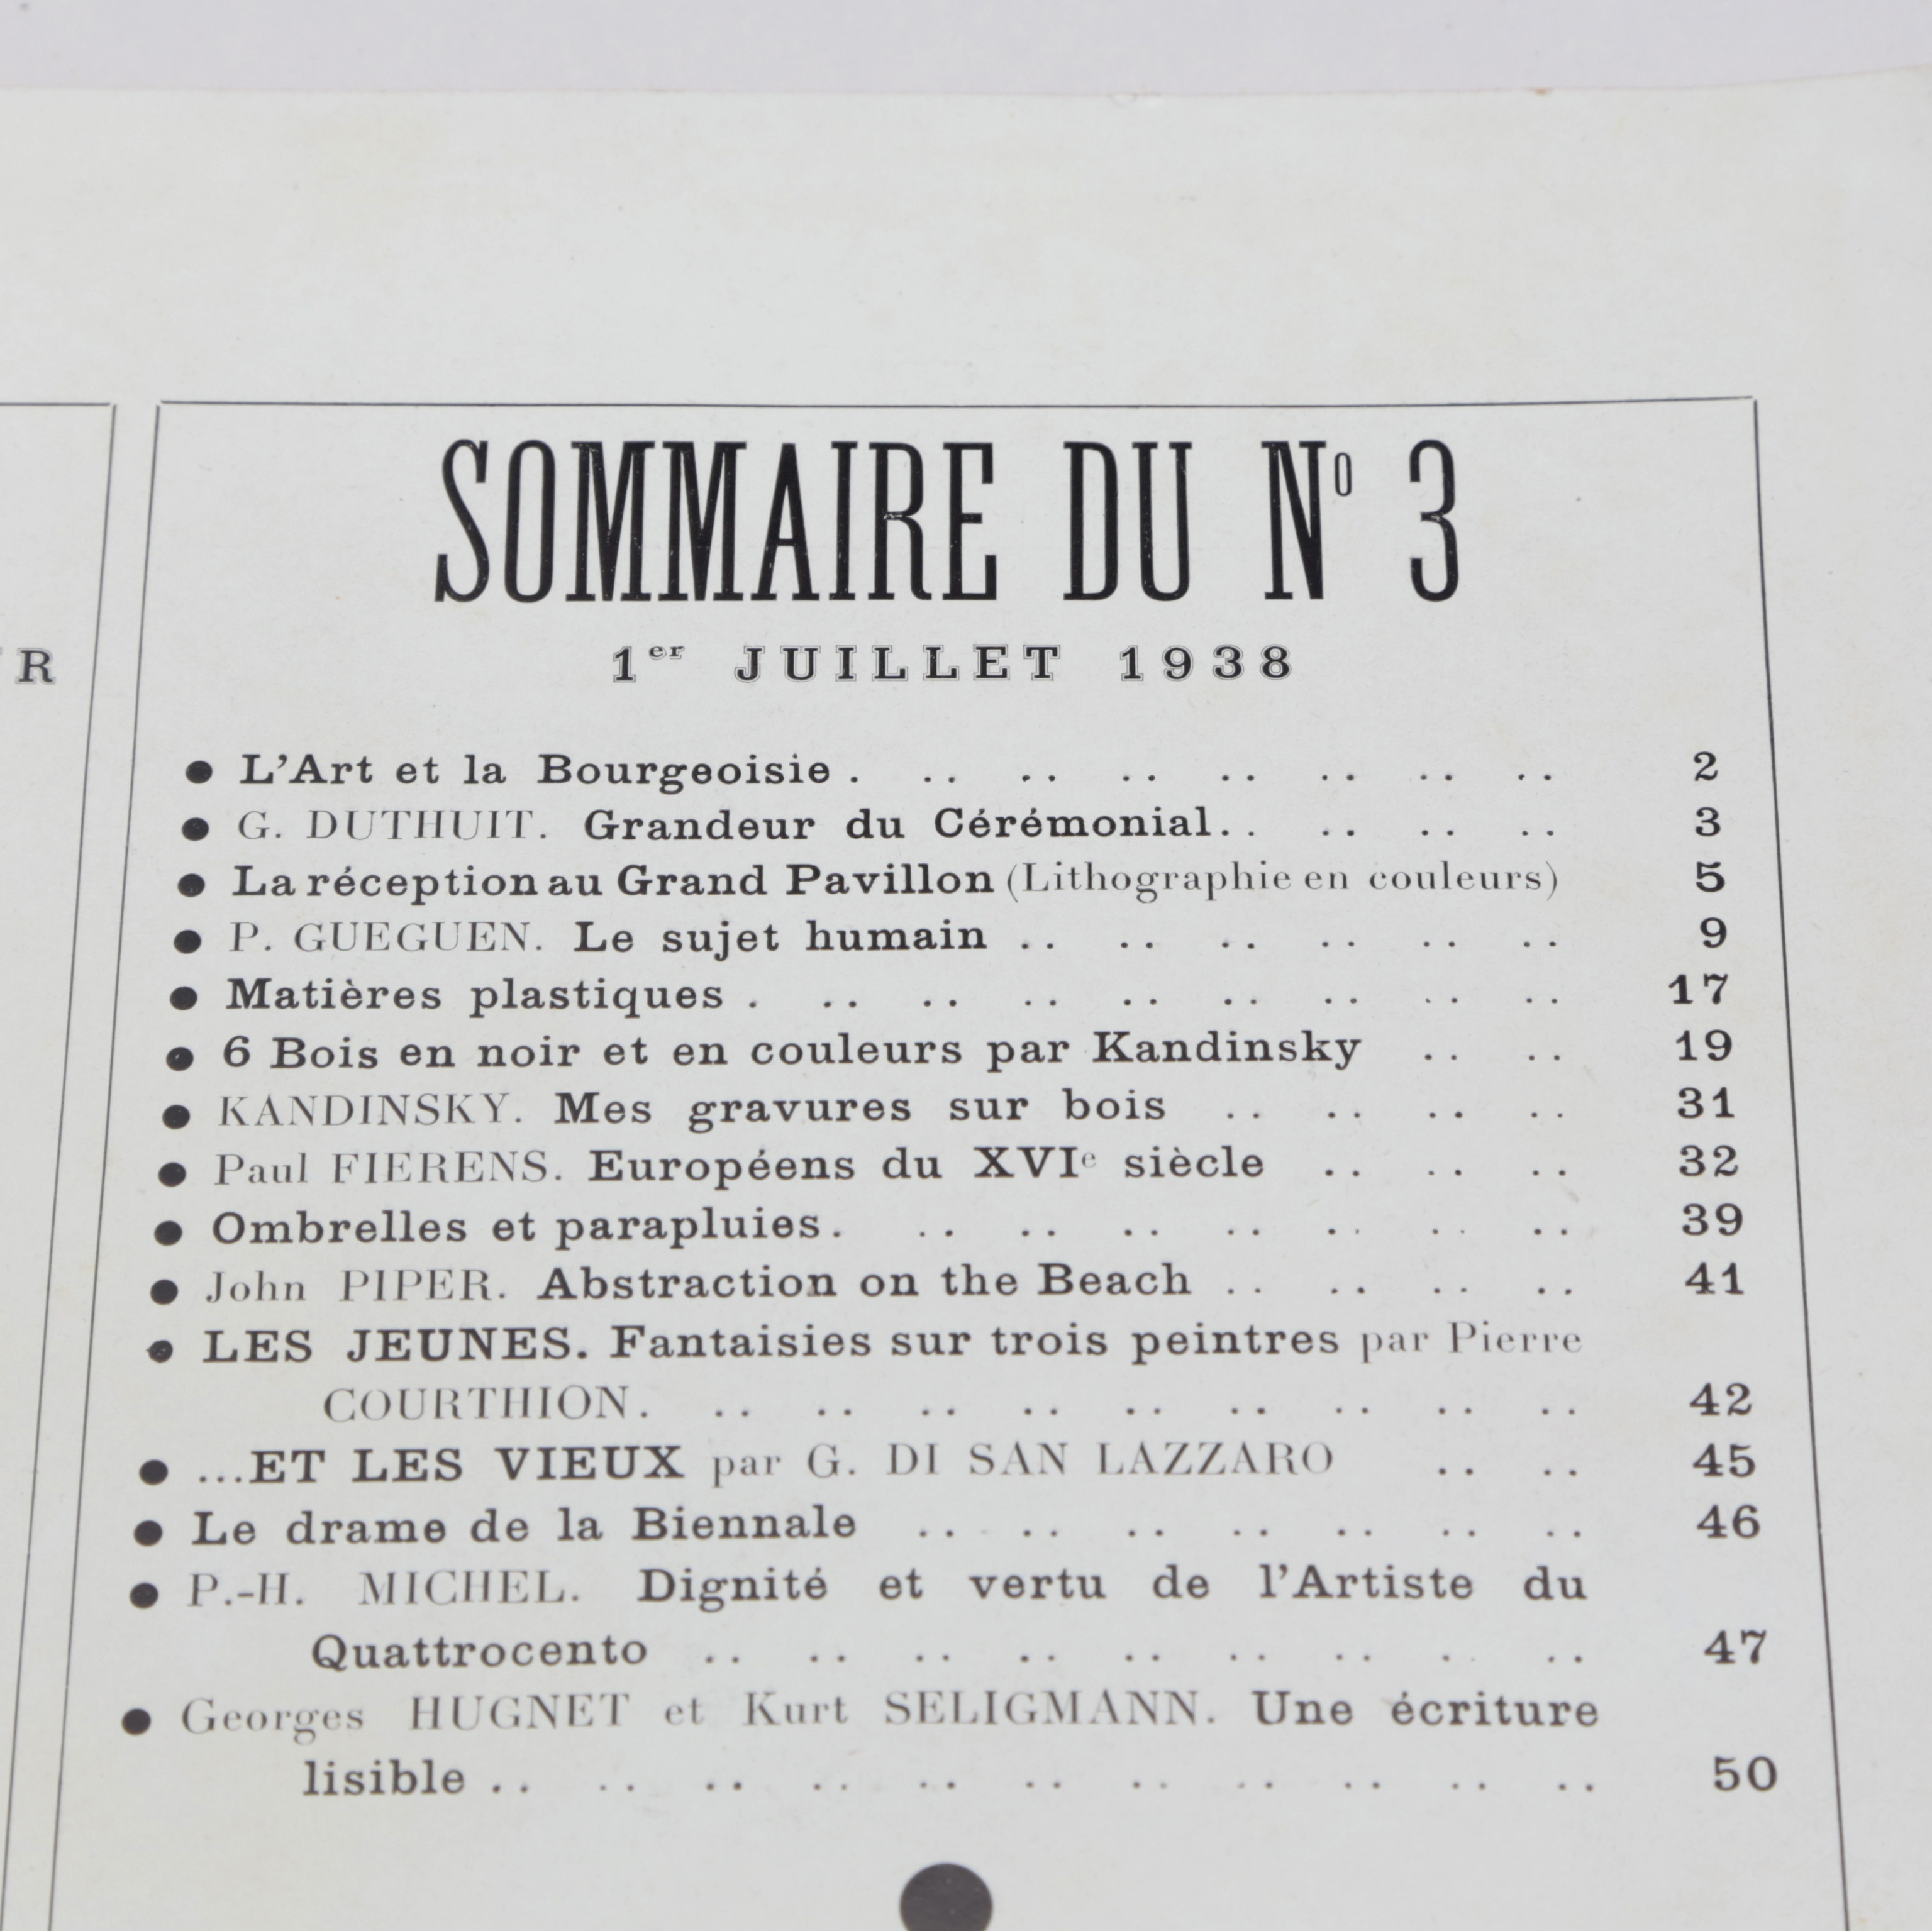 SOMMAIRE DU Nº 3
1er JUILLET 1938
R
● L'Art et la Bourgeoisie . .. .. .. .. .. .. .. 2
● G. DUTHUIT. Grandeur du Cérémonial. . .. .. .. 3
● La réception au Grand Pavillon (Lithographie en couleurs) 5
● P. GUEGUEN. Le sujet humain .. .. .. .. .. .. 9
● Matières plastiques . .. .. .. .. .. .. .. .. 17
● 6 Bois en noir et en couleurs par Kandinsky .. .. 19
● KANDINSKY. Mes gravures sur bois .. .. .. .. 31
● Paul FIERENS. Européens du XVIe siècle .. .. .. 32
● Ombrelles et parapluies. .. .. .. .. .. .. .. 39
● John PIPER. Abstraction on the Beach .. .. .. .. 41
● LES JEUNES. Fantaisies sur trois peintres par Pierre
COURTHION. .. .. .. .. .. .. .. .. .. 42
● ...ET LES VIEUX par G. DI SAN LAZZARO .. .. 45
● Le drame de la Biennale .. .. .. .. .. .. .. 46
● P.-H. MICHEL. Dignité et vertu de l'Artiste du
Quattrocento .. .. .. .. .. .. .. .. .. 47
● Georges HUGNET et Kurt SELIGMANN. Une écriture
lisible .. .. .. .. .. .. .. .. .. .. .. 50